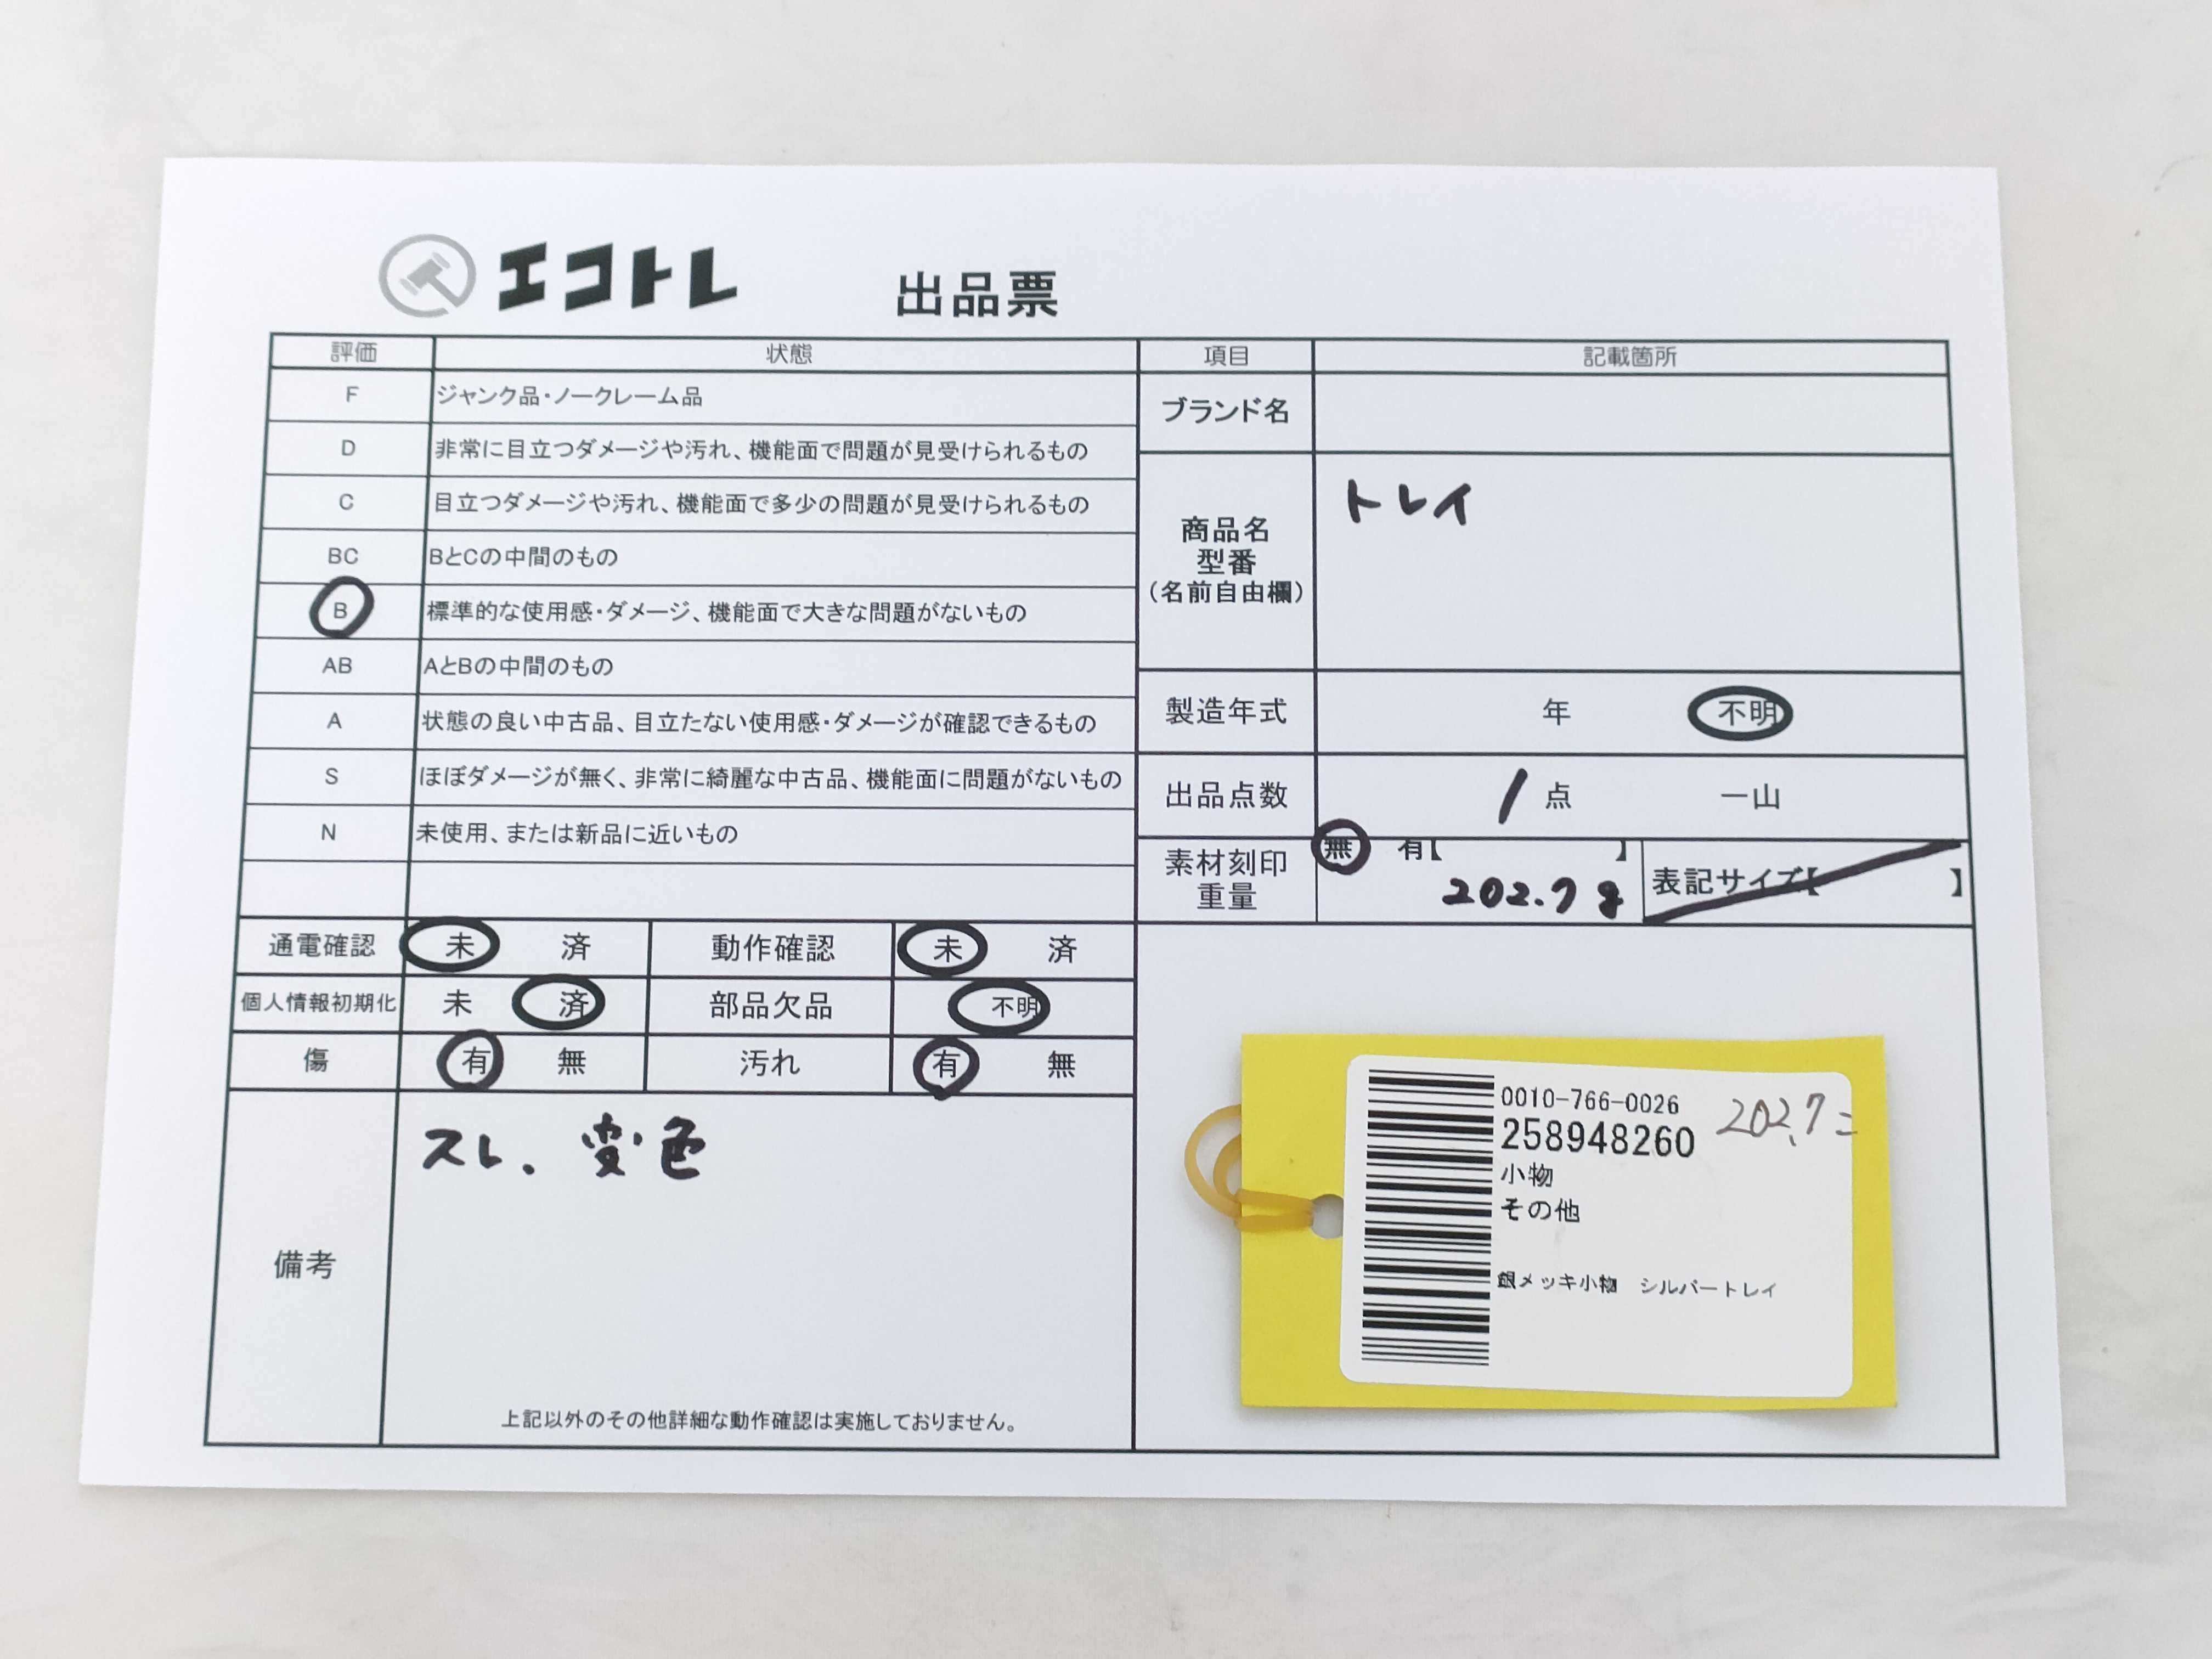 エコトレ 出品票
評価 状態
F ジャンク品・ノークレーム品
D 非常に目立つダメージや汚れ、機能面で問題が見受けられるもの
C 目立つダメージや汚れ、機能面で多少の問題が見受けられるもの
BC BとCの中間のもの
B 標準的な使用感・ダメージ、機能面で大きな問題がないもの
AB AとBの中間のもの
A 状態の良い中古品、目立たない使用感・ダメージが確認できるもの
S ほぼダメージが無く、非常に綺麗な中古品、機能面に問題がないもの
N 未使用、または新品に近いもの
通電確認 未 済 動作確認 未 済
個人情報初期化 未 済 部品欠品 不明
傷 有 無 汚れ 有 無
備考
スレ、変色
上記以外のその他詳細な動作確認は実施しておりません。
項目 記載箇所
ブランド名
商品名
型番
(名前自由欄)
トレイ
製造年式 年 不明
出品点数 1 点 一山
素材刻印
重量
無 有【 】
202.7g
表記サイズ【 】
0010-766-0026
258948260
202.7
小物
その他
銀メッキ小物 シルバートレイ